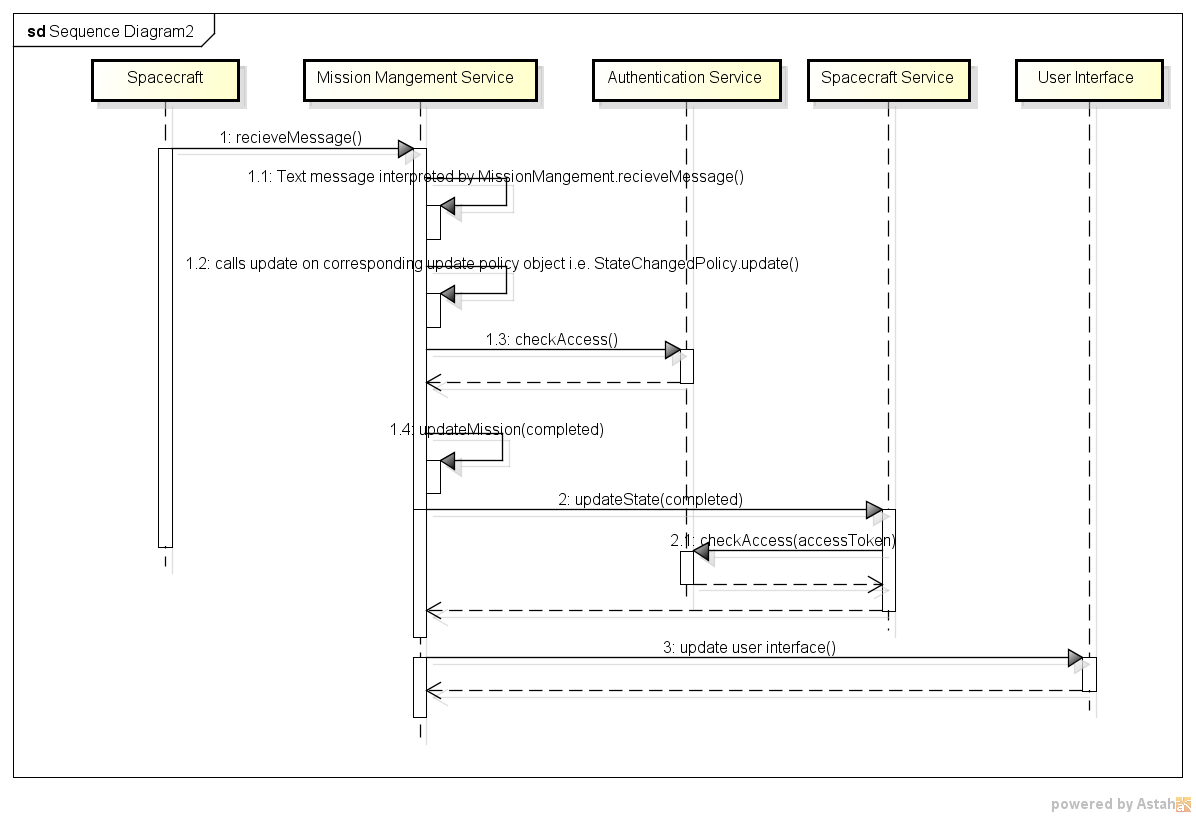 sd Sequence Diagram2
Spacecraft
Mission Mangement Service
Authentication Service
Spacecraft Service
User Interface
1: recieveMessage()
1.1: Text message interpreted by MissionMangement.recieveMessage()
1.2: calls update on corresponding update policy object i.e. StateChangedPolicy.update()
1.3: checkAccess()
1.4: updateMission(completed)
2: updateState(completed)
2.1: checkAccess(accessToken)
3: update user interface()
powered by Astah